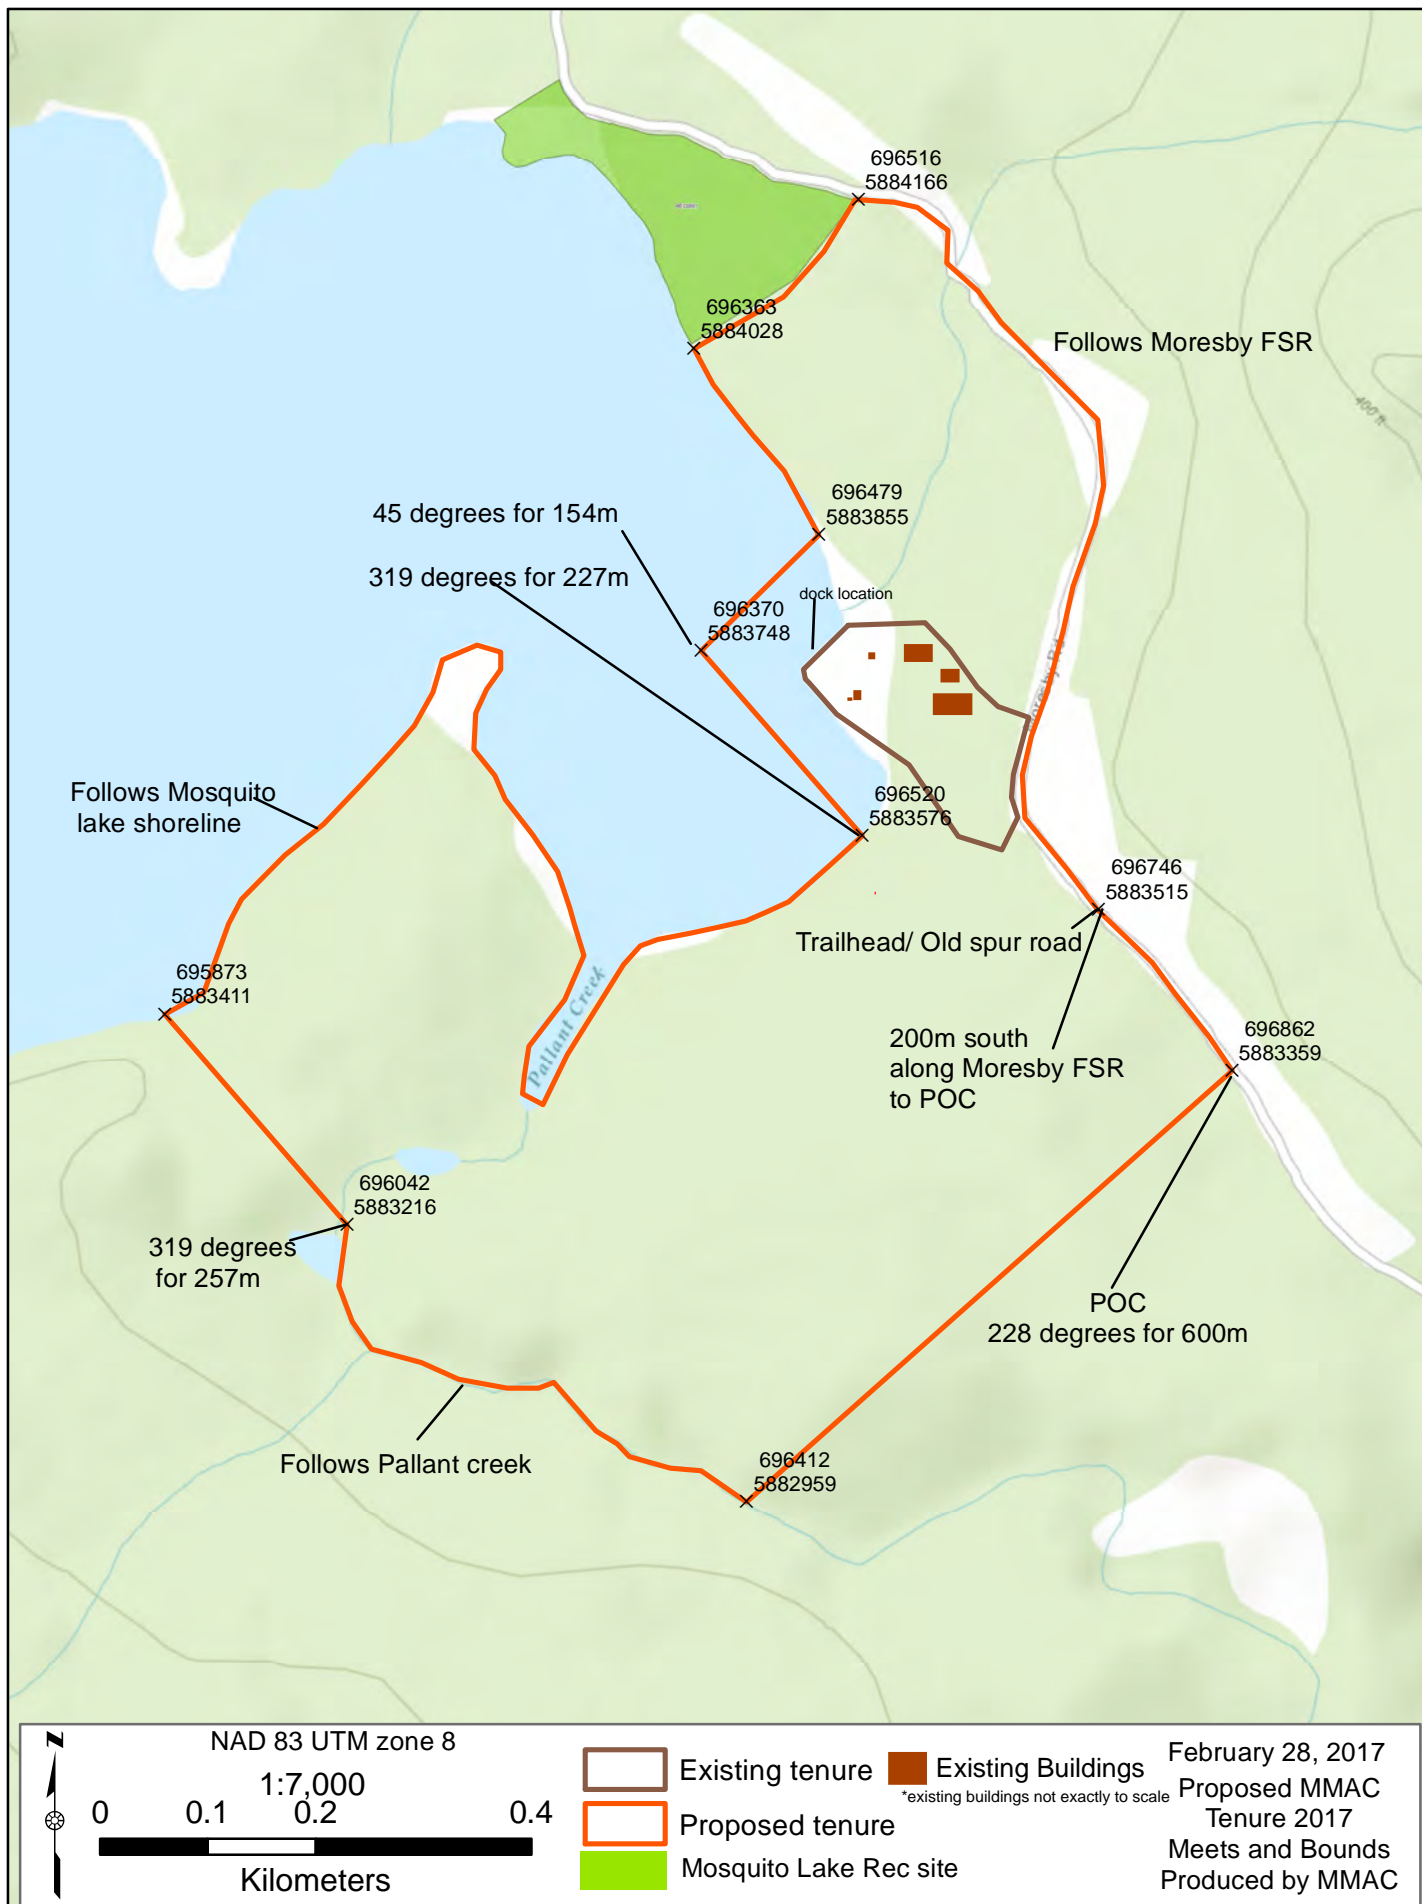 696516
5884166
696363
5884028
Follows Moresby FSR
400 ft
696479
5883855
45 degrees for 154m
319 degrees for 227m
dock location
696370
5883748
Moresby Rd
Follows Mosquito
lake shoreline
696520
5883576
696746
5883515
Trailhead/ Old spur road
695873
5883411
Pallant Creek
200m south
along Moresby FSR
to POC
696862
5883359
696042
5883216
319 degrees
for 257m
POC
228 degrees for 600m
Follows Pallant creek
696412
5882959
N
NAD 83 UTM zone 8
1:7,000
0 0.1 0.2 0.4
Kilometers
Existing tenure
Proposed tenure
Mosquito Lake Rec site
Existing Buildings
*existing buildings not exactly to scale
February 28, 2017
Proposed MMAC
Tenure 2017
Meets and Bounds
Produced by MMAC